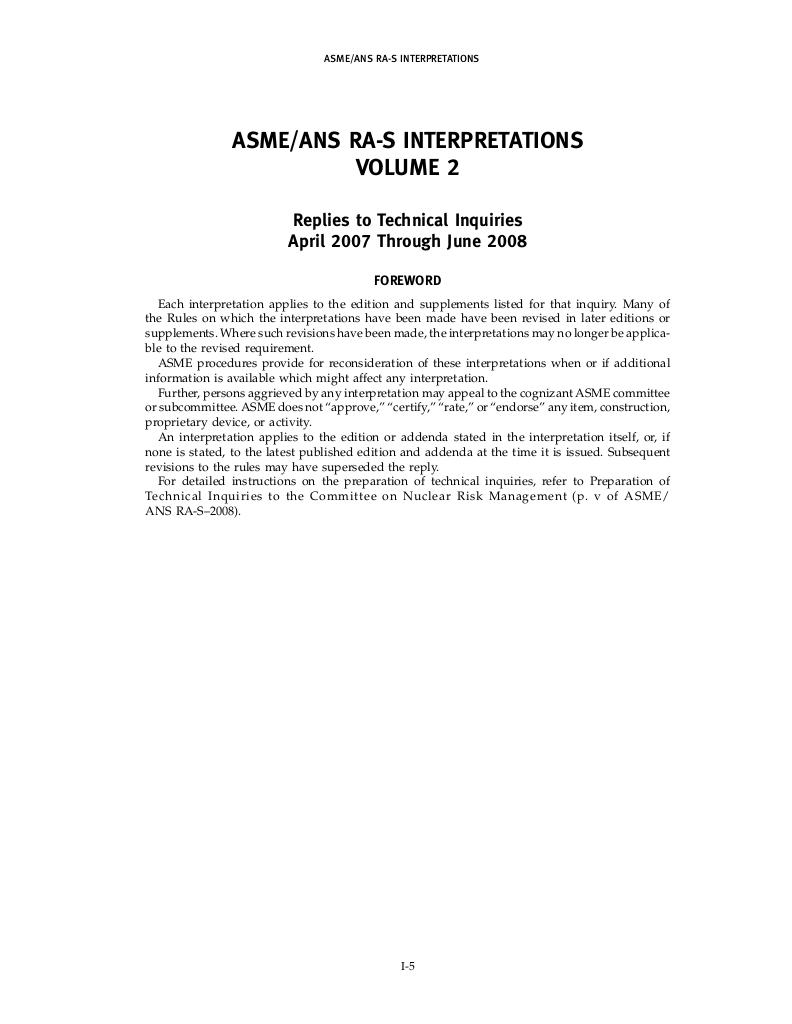 ASME/ANS RA-S INTERPRETATIONS
ASME/ANS RA-S INTERPRETATIONS
VOLUME 2
Replies to Technical Inquiries
April 2007 Through June 2008
FOREWORD
Each interpretation applies to the edition and supplements listed for that inquiry. Many of
the Rules on which the interpretations have been made have been revised in later editions or
supplements. Where such revisions have been made, the interpretations may no longer be applica-
ble to the revised requirement.
ASME procedures provide for reconsideration of these interpretations when or if additional
information is available which might affect any interpretation.
Further, persons aggrieved by any interpretation may appeal to the cognizant ASME committee
or subcommittee. ASME does not “approve,” “certify,” “rate,” or “endorse” any item, construction,
proprietary device, or activity.
An interpretation applies to the edition or addenda stated in the interpretation itself, or, if
none is stated, to the latest published edition and addenda at the time it is issued. Subsequent
revisions to the rules may have superseded the reply.
For detailed instructions on the preparation of technical inquiries, refer to Preparation of
Technical Inquiries to the Committee on Nuclear Risk Management (p. v of ASME/
ANS RA-S–2008).
I-5